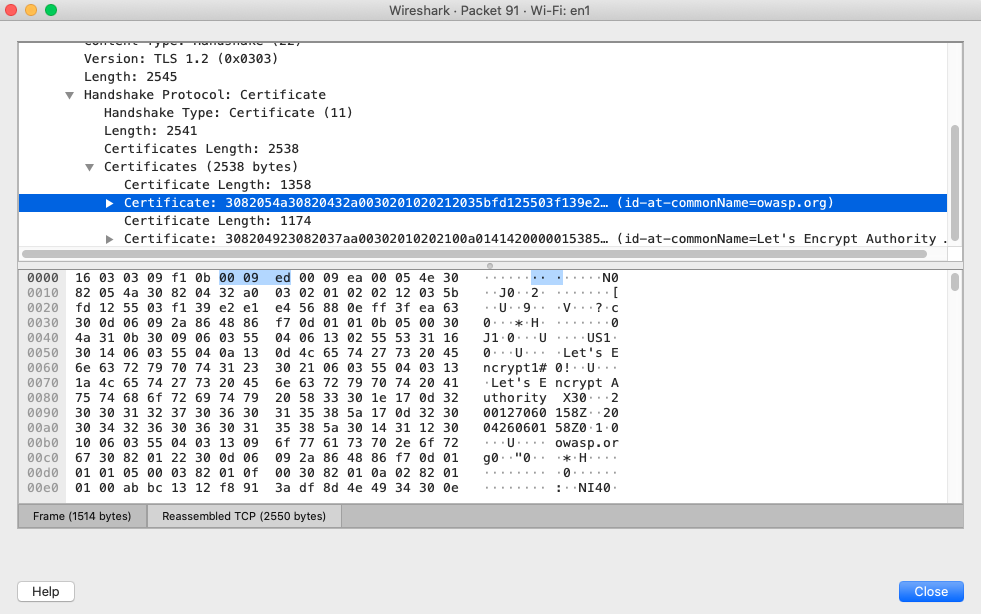 Wireshark · Packet 91 · Wi-Fi: en1
Content Type: Handshake (22)
Version: TLS 1.2 (0x0303)
Length: 2545
Handshake Protocol: Certificate
Handshake Type: Certificate (11)
Length: 2541
Certificates Length: 2538
Certificates (2538 bytes)
Certificate Length: 1358
Certificate: 3082054a30820432a0030201020212035bfd125503f139e2… (id-at-commonName=owasp.org)
Certificate Length: 1174
Certificate: 308204923082037aa00302010202100a0141420000015385… (id-at-commonName=Let's Encrypt Authority .
0000 16 03 03 09 f1 0b 00 09 ed 00 09 ea 00 05 4e 30 ··············N0
0010 82 05 4a 30 82 04 32 a0 03 02 01 02 02 12 03 5b ··J0··2········[
0020 fd 12 55 03 f1 39 e2 e1 e4 56 88 0e ff 3f ea 63 ··U··9···V···?·c
0030 30 0d 06 09 2a 86 48 86 f7 0d 01 01 0b 05 00 30 0···*·H········0
0040 4a 31 0b 30 09 06 03 55 04 06 13 02 55 53 31 16 J1·0···U····US1·
0050 30 14 06 03 55 04 0a 13 0d 4c 65 74 27 73 20 45 0···U····Let's E
0060 6e 63 72 79 70 74 31 23 30 21 06 03 55 04 03 13 ncrypt1#0!··U···
0070 1a 4c 65 74 27 73 20 45 6e 63 72 79 70 74 20 41 ·Let's Encrypt A
0080 75 74 68 6f 72 69 74 79 20 58 33 30 1e 17 0d 32 uthority X30···2
0090 30 30 31 32 37 30 36 30 31 35 38 5a 17 0d 32 30 00127060158Z··20
00a0 30 34 32 36 30 36 30 31 35 38 5a 30 14 31 12 30 0426060158Z0·1·0
00b0 10 06 03 55 04 03 13 09 6f 77 61 73 70 2e 6f 72 ···U····owasp.or
00c0 67 30 82 01 22 30 0d 06 09 2a 86 48 86 f7 0d 01 g0··"0···*·H····
00d0 01 01 05 00 03 82 01 0f 00 30 82 01 0a 02 82 01 ·········0······
00e0 01 00 ab bc 13 12 f8 91 3a df 8d 4e 49 34 30 0e ········:··NI40·
Frame (1514 bytes)
Reassembled TCP (2550 bytes)
Help
Close